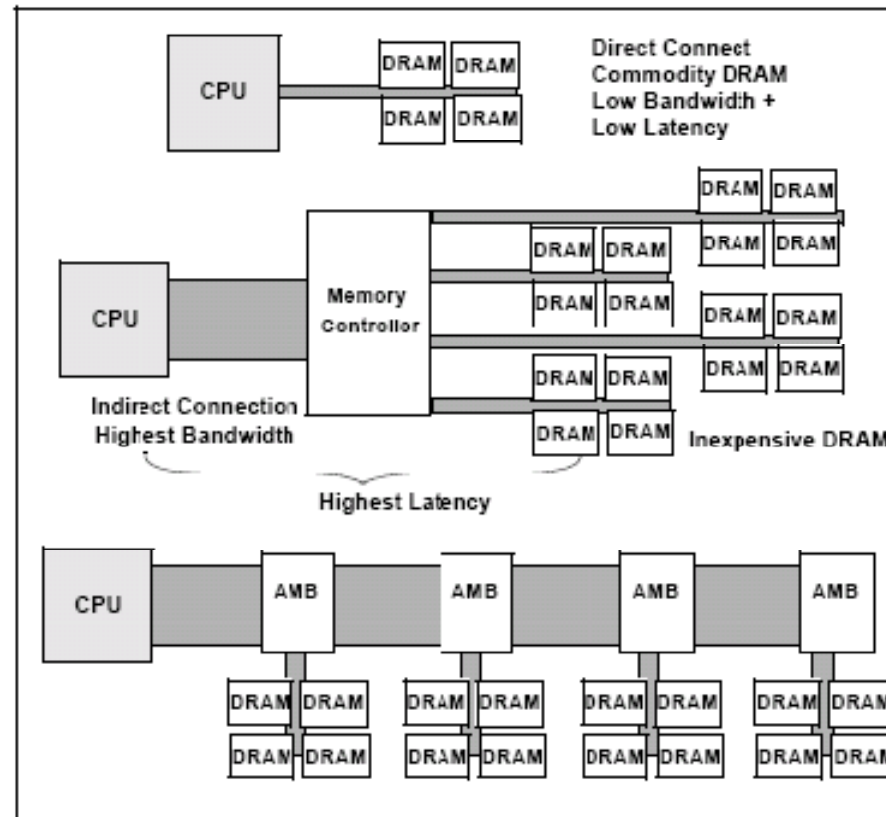 CPU
DRAM DRAM
DRAM DRAM
Direct Connect
Commodity DRAM
Low Bandwidth +
Low Latency
CPU
Memory
Controller
DRAM DRAM
DRAM DRAM
DRAM DRAM
DRAM DRAM
DRAM DRAM
DRAM DRAM
DRAM DRAM
DRAM DRAM
Indirect Connection
Highest Bandwidth
Inexpensive DRAM
Highest Latency
CPU
AMB AMB AMB AMB
DRAM DRAM DRAM DRAM DRAM DRAM DRAM DRAM
DRAM DRAM DRAM DRAM DRAM DRAM DRAM DRAM